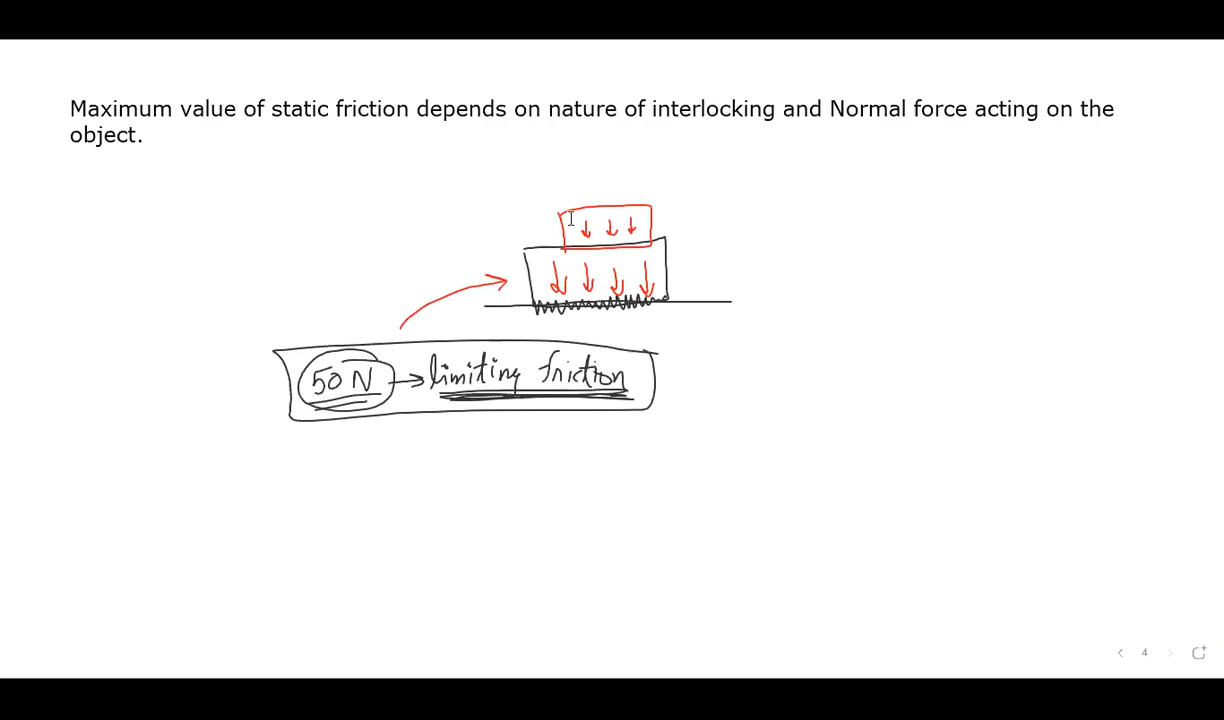 Maximum value of static friction depends on nature of interlocking and Normal force acting on the
object.
50 N → limiting friction
4